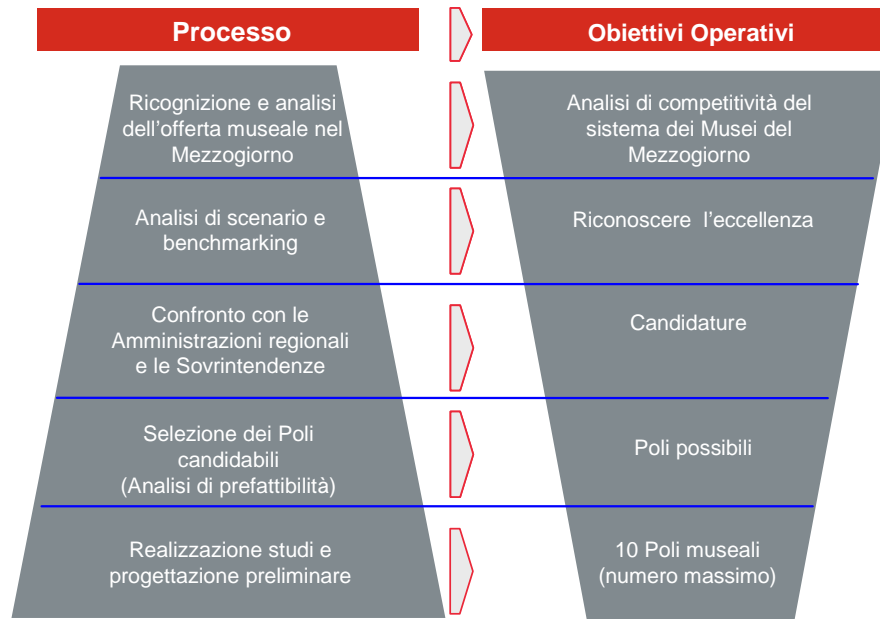 Processo
Obiettivi Operativi
Ricognizione e analisi
dell'offerta museale nel
Mezzogiorno
Analisi di competitività del
sistema dei Musei del
Mezzogiorno
Analisi di scenario e
benchmarking
Riconoscere l'eccellenza
Confronto con le
Amministrazioni regionali
e le Sovrintendenze
Candidature
Selezione dei Poli
candidabili
(Analisi di prefattibilità)
Poli possibili
Realizzazione studi e
progettazione preliminare
10 Poli museali
(numero massimo)